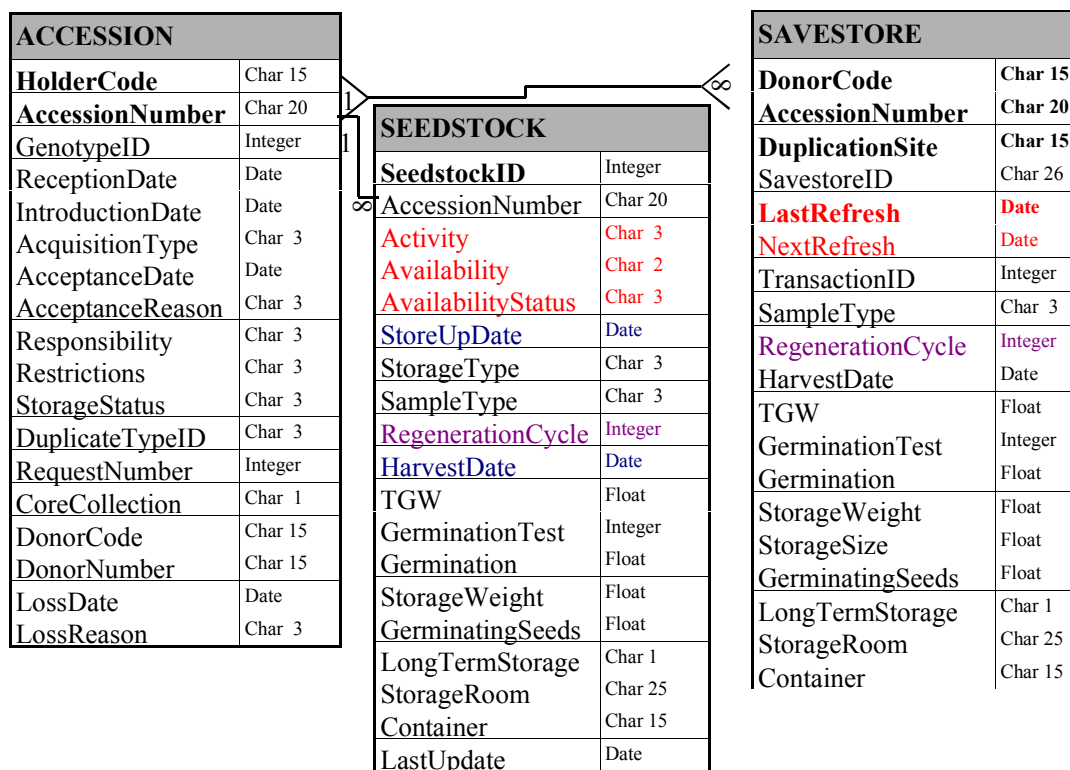 ACCESSION
HolderCode Char 15
AccessionNumber Char 20
GenotypeID Integer
ReceptionDate Date
IntroductionDate Date
AcquisitionType Char 3
AcceptanceDate Date
AcceptanceReason Char 3
Responsibility Char 3
Restrictions Char 3
StorageStatus Char 3
DuplicateTypeID Char 3
RequestNumber Integer
CoreCollection Char 1
DonorCode Char 15
DonorNumber Char 15
LossDate Date
LossReason Char 3
1
1
∞
∞
SEEDSTOCK
SeedstockID Integer
AccessionNumber Char 20
Activity Char 3
Availability Char 2
AvailabilityStatus Char 3
StoreUpDate Date
StorageType Char 3
SampleType Char 3
RegenerationCycle Integer
HarvestDate Date
TGW Float
GerminationTest Integer
Germination Float
StorageWeight Float
GerminatingSeeds Float
LongTermStorage Char 1
StorageRoom Char 25
Container Char 15
LastUpdate Date
SAVESTORE
DonorCode Char 15
AccessionNumber Char 20
DuplicationSite Char 15
SavestoreID Char 26
LastRefresh Date
NextRefresh Date
TransactionID Integer
SampleType Char 3
RegenerationCycle Integer
HarvestDate Date
TGW Float
GerminationTest Integer
Germination Float
StorageWeight Float
StorageSize Float
GerminatingSeeds Float
LongTermStorage Char 1
StorageRoom Char 25
Container Char 15